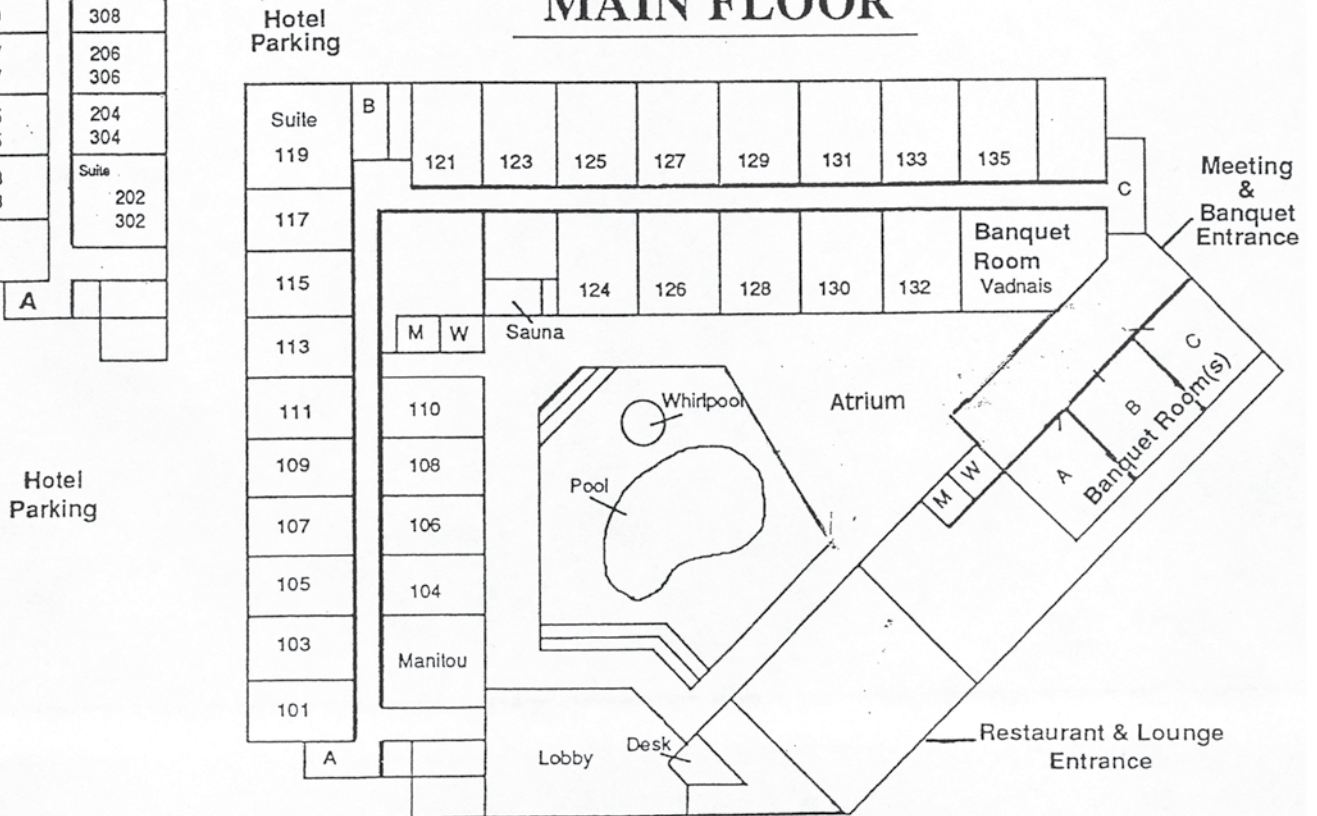 MAIN FLOOR
Hotel
Parking
308
206
306
204
304
Suite
202
302
A
Hotel
Parking
Suite
119
B
121
123
125
127
129
131
133
135
C
Meeting
&
Banquet
Entrance
117
115
113
111
109
107
105
103
101
A
124
126
128
130
132
Banquet
Room
Vadnais
M
W
Sauna
110
108
106
104
Manitou
Whirlpool
Pool
Atrium
M
W
A
B
C
Banquet Room(s)
Lobby
Desk
Restaurant & Lounge
Entrance